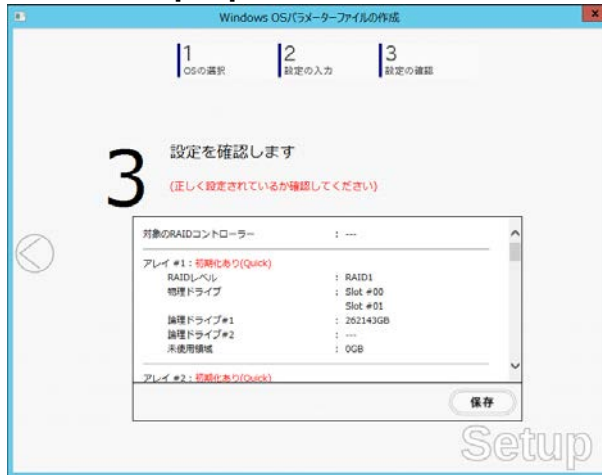 Windows OSパラメーターファイルの作成
x
1
OSの選択
2
設定の入力
3
設定の確認
3
設定を確認します
(正しく設定されているか確認してください)
対象のRAIDコントローラー : ---
アレイ #1 : 初期化あり(Quick)
RAIDレベル : RAID1
物理ドライブ : Slot #00
Slot #01
論理ドライブ#1 : 262143GB
論理ドライブ#2 : ---
未使用領域 : 0GB
アレイ #2 : 初期化あり(Quick)
保存
Setup